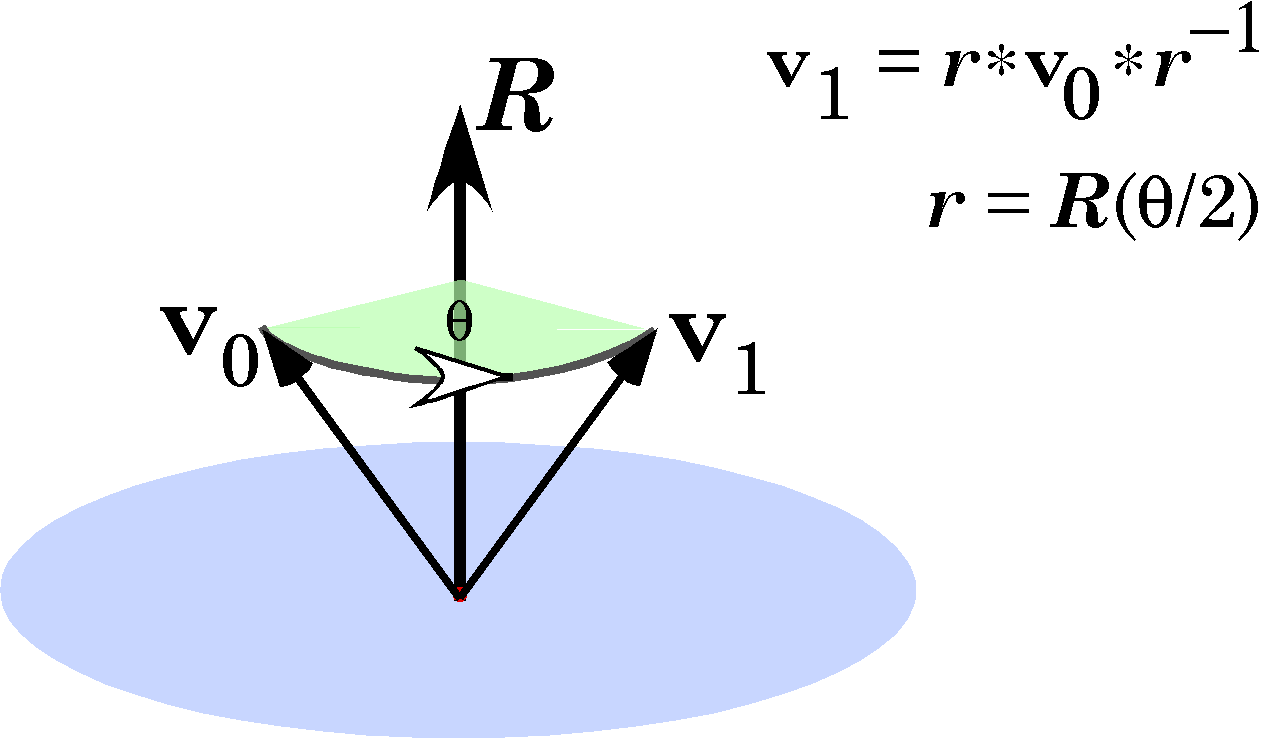 v₁ = r*v₀*r⁻¹
R
r = R(θ/2)
v₀
θ
v₁